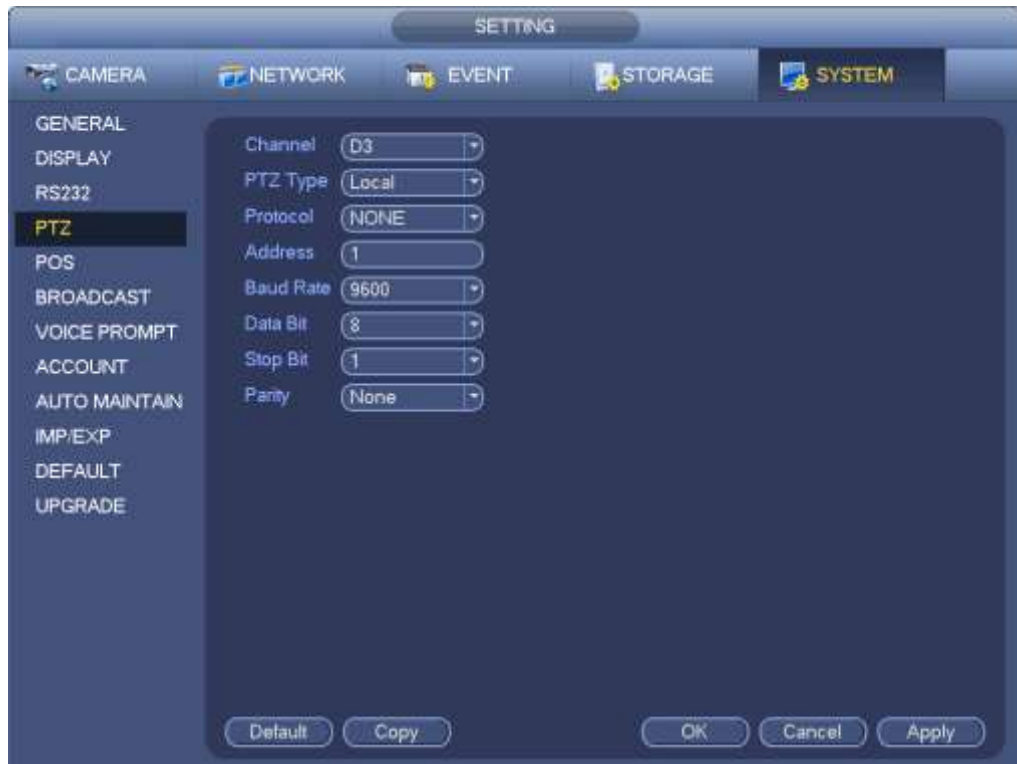 SETTING
CAMERA NETWORK EVENT STORAGE SYSTEM
GENERAL
DISPLAY
RS232
PTZ
POS
BROADCAST
VOICE PROMPT
ACCOUNT
AUTO MAINTAIN
IMP/EXP
DEFAULT
UPGRADE
Channel D3
PTZ Type Local
Protocol NONE
Address 1
Baud Rate 9600
Data Bit 8
Stop Bit 1
Parity None
Default Copy OK Cancel Apply